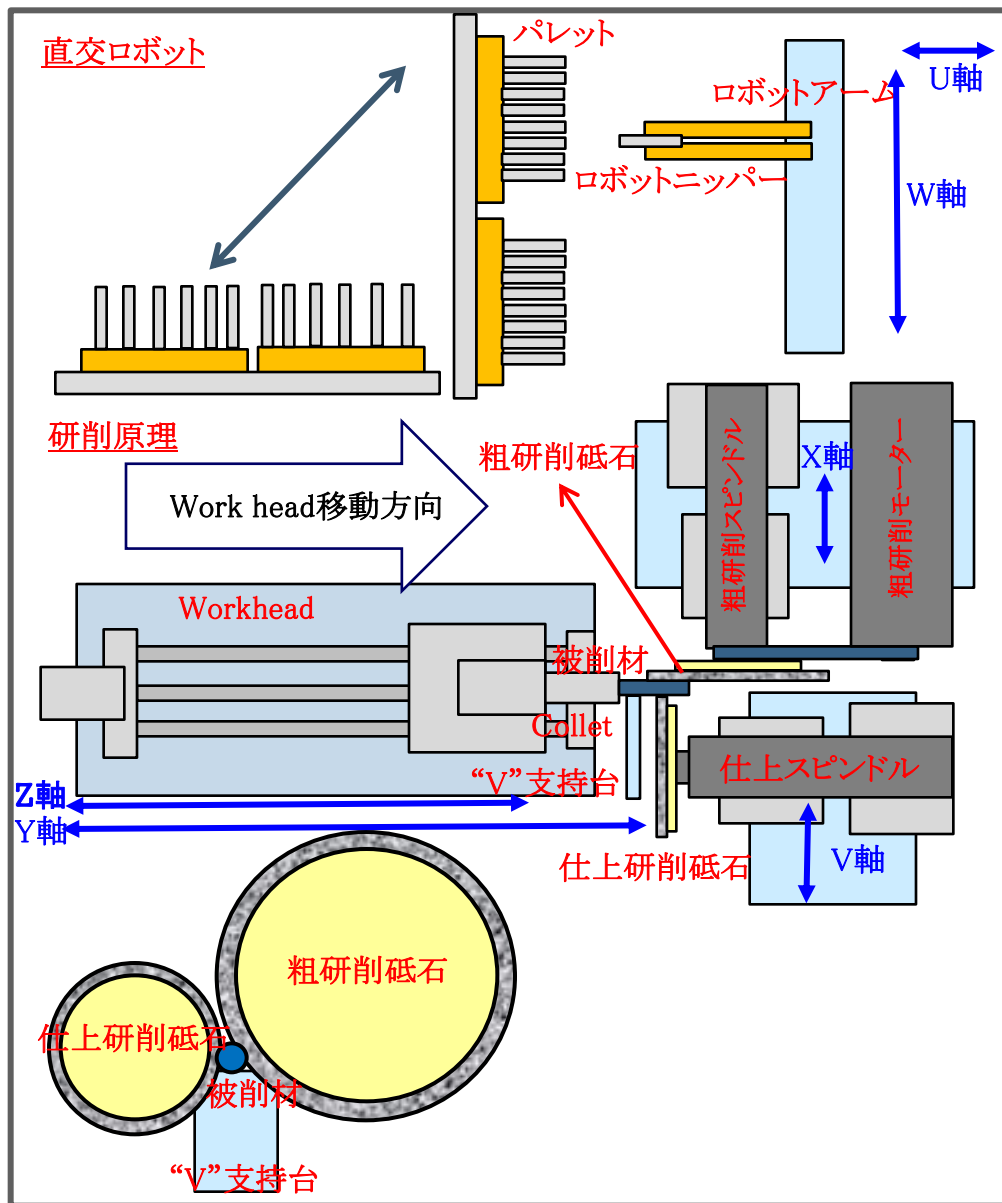 直交ロボット
パレット
U軸
ロボットアーム
ロボットニッパー
W軸
研削原理
粗研削砥石
粗研削スピンドル
X軸
粗研削モーター
Work head移動方向
Workhead
被削材
Collet
“V”支持台
仕上スピンドル
Z軸
Y軸
仕上研削砥石
V軸
粗研削砥石
仕上研削砥石
被削材
“V”支持台